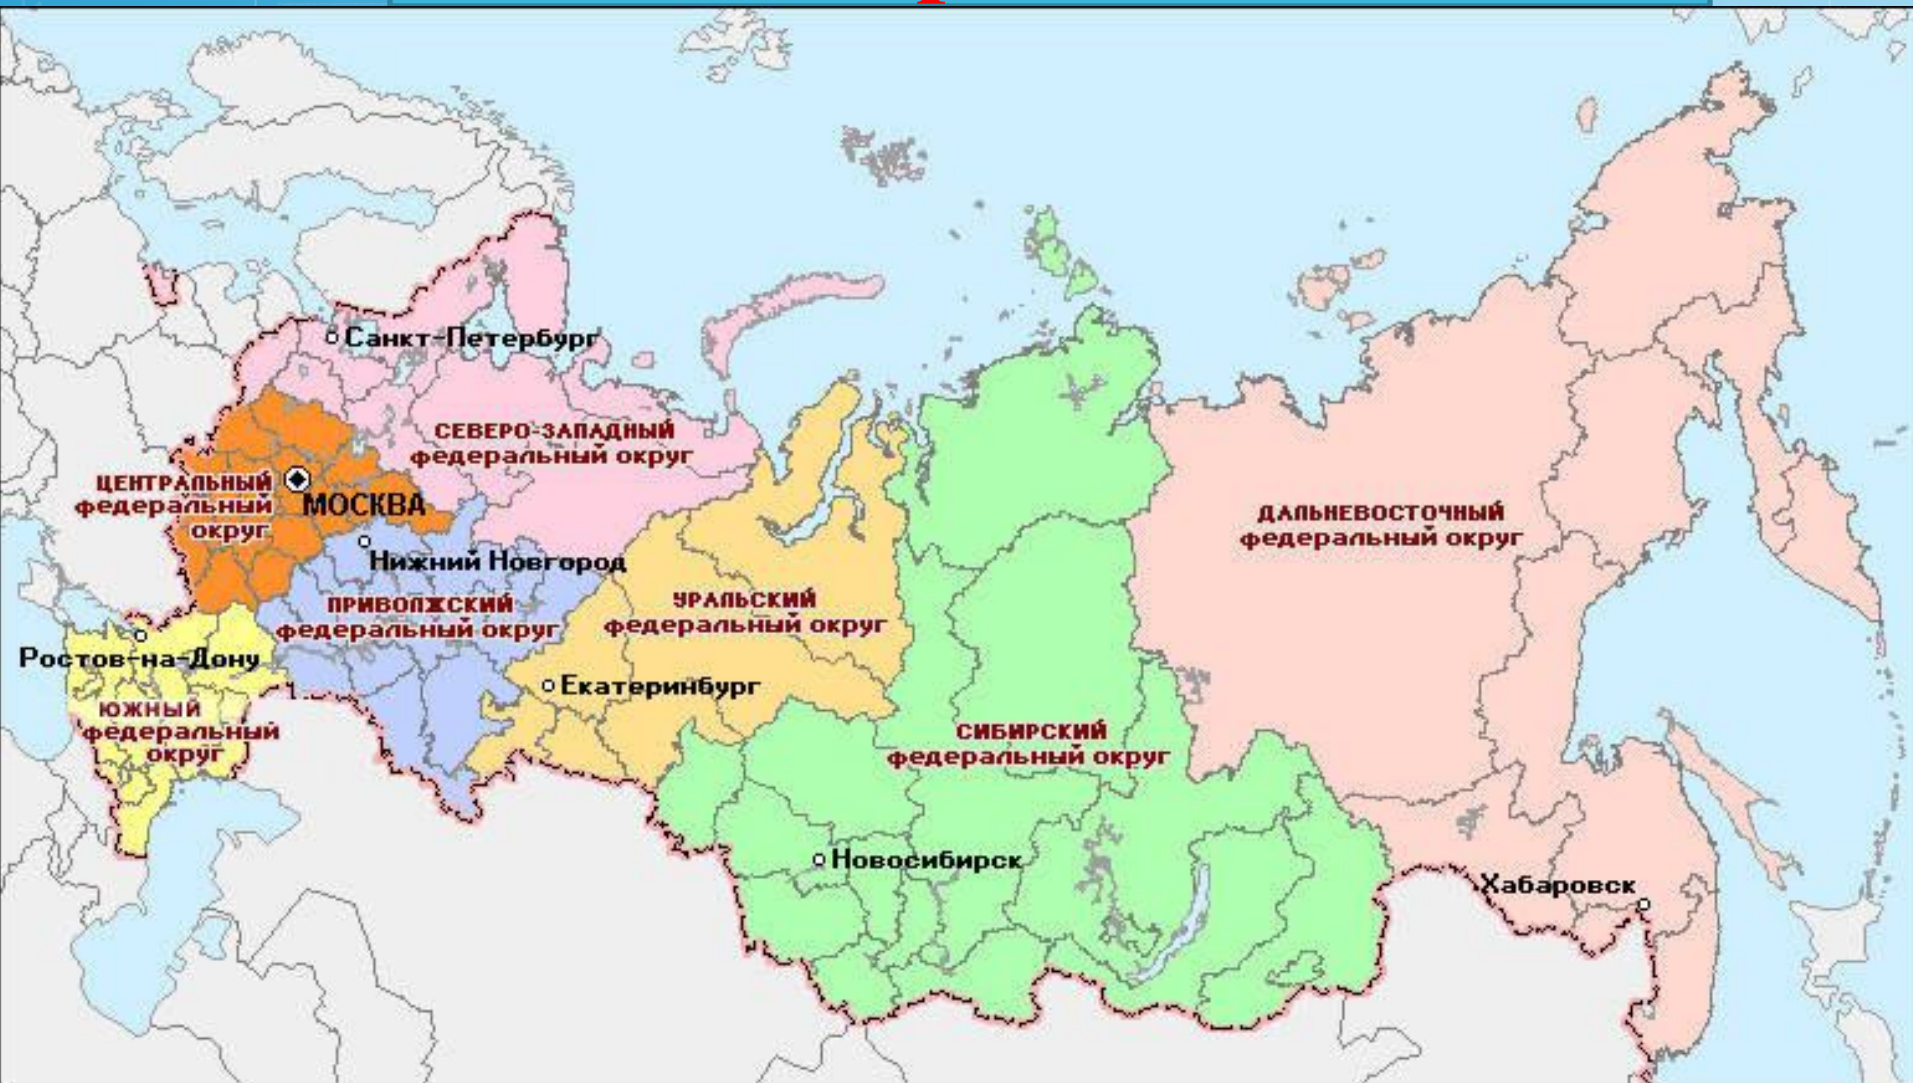 Санкт-Петербург
СЕВЕРО-ЗАПАДНЫЙ
федеральный округ
ЦЕНТРАЛЬНЫЙ
федеральный
округ
МОСКВА
Нижний Новгород
ПРИВОЛЖСКИЙ
федеральный округ
УРАЛЬСКИЙ
федеральный округ
ДАЛЬНЕВОСТОЧНЫЙ
федеральный округ
Ростов-на-Дону
Екатеринбург
ЮЖНЫЙ
федеральный
округ
СИБИРСКИЙ
федеральный округ
Новосибирск
Хабаровск